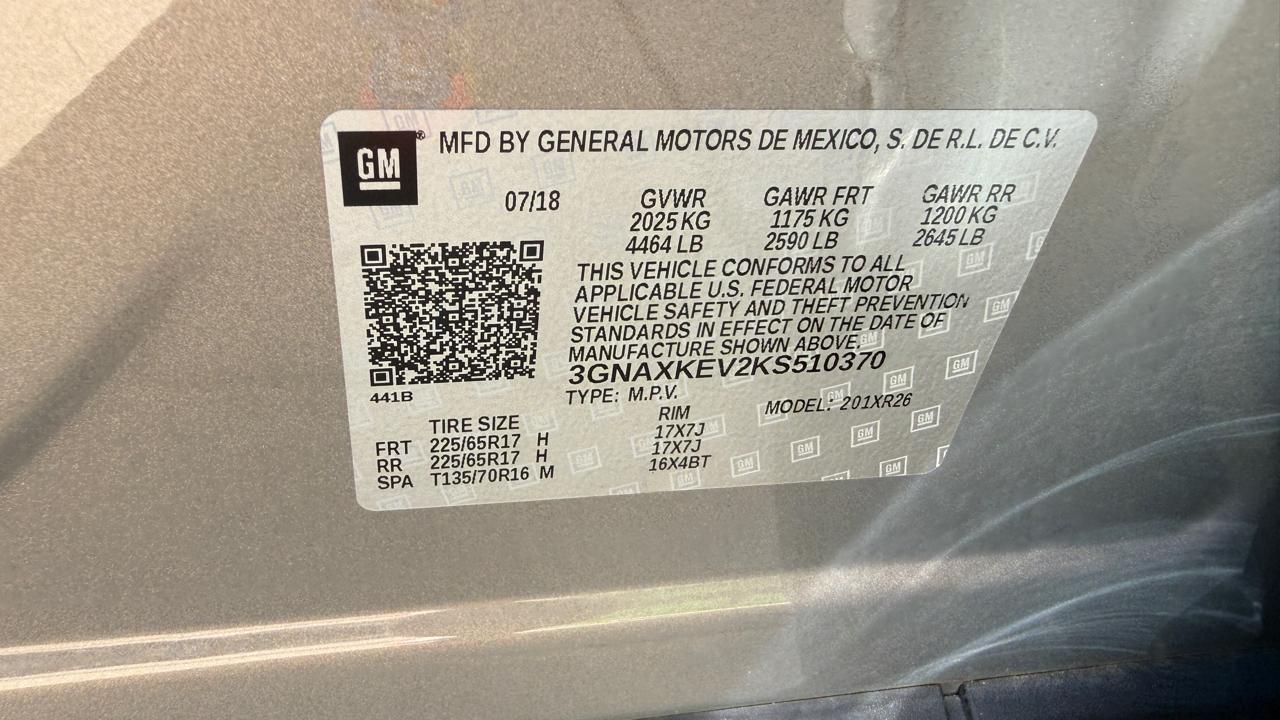 GM® MFD BY GENERAL MOTORS DE MEXICO, S. DE R.L. DE C.V.
07/18 GVWR GAWR FRT GAWR RR
2025 KG 1175 KG 1200 KG
4464 LB 2590 LB 2645 LB
THIS VEHICLE CONFORMS TO ALL
APPLICABLE U.S. FEDERAL MOTOR
VEHICLE SAFETY AND THEFT PREVENTION
STANDARDS IN EFFECT ON THE DATE OF
MANUFACTURE SHOWN ABOVE.
3GNAXKEV2KS510370
441B
TYPE: M.P.V. MODEL: 201XR26
TIRE SIZE RIM
FRT 225/65R17 H 17X7J
RR 225/65R17 H 17X7J
SPA T135/70R16 M 16X4BT